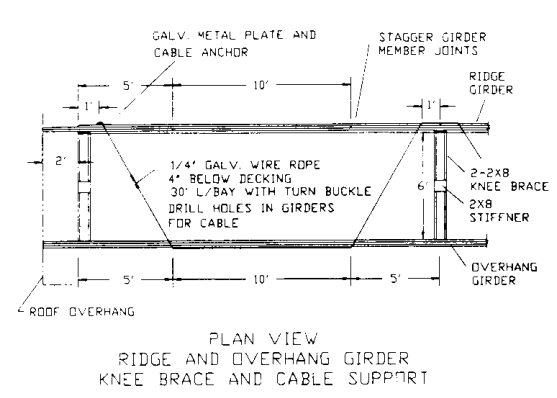 GALV. METAL PLATE AND
CABLE ANCHOR
STAGGER GIRDER
MEMBER JOINTS
RIDGE
GIRDER
5'
10'
1'
1'
2'
1/4" GALV. WIRE ROPE
4" BELOW DECKING
30' L/BAY WITH TURN BUCKLE
DRILL HOLES IN GIRDERS
FOR CABLE
6'
2-2X8
KNEE BRACE
2X8
STIFFNER
5'
10'
5'
OVERHANG
GIRDER
ROOF OVERHANG
PLAN VIEW
RIDGE AND OVERHANG GIRDER
KNEE BRACE AND CABLE SUPPORT